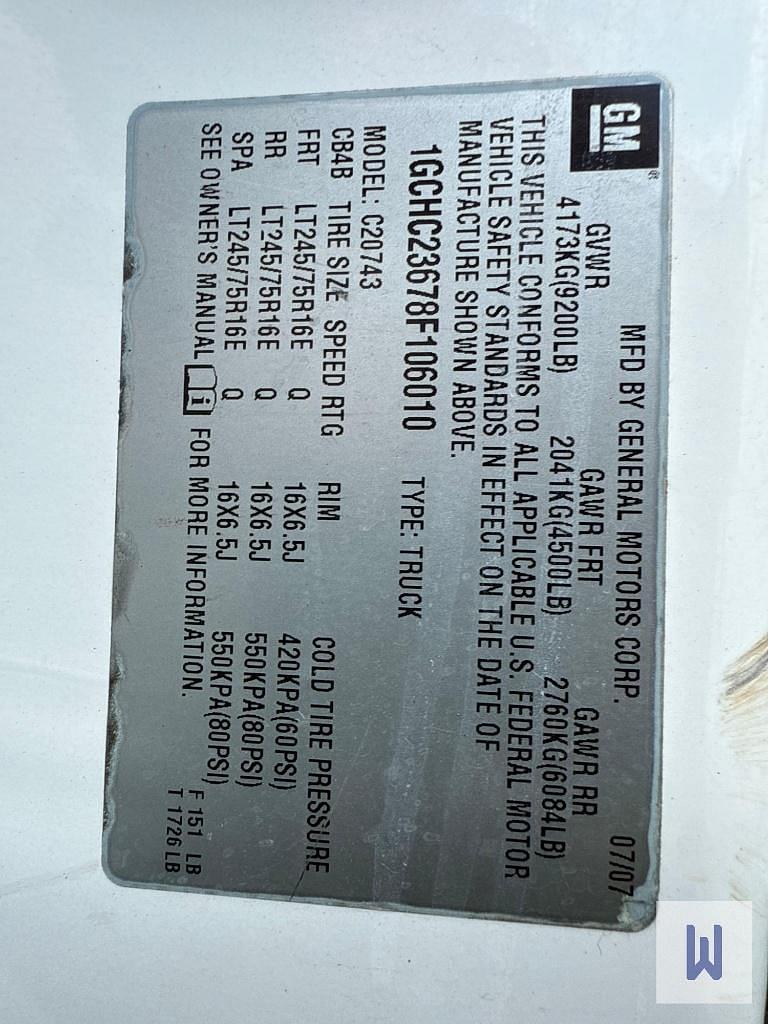 GM®
MFD BY GENERAL MOTORS CORP. 07/07
GVWR GAWR FRT GAWR RR
4173KG(9200LB) 2041KG(4500LB) 2760KG(6084LB)
THIS VEHICLE CONFORMS TO ALL APPLICABLE U.S. FEDERAL MOTOR
VEHICLE SAFETY STANDARDS IN EFFECT ON THE DATE OF
MANUFACTURE SHOWN ABOVE.
1GCHC23678F106010 TYPE: TRUCK
MODEL: C20743
CB4B TIRE SIZE SPEED RTG RIM COLD TIRE PRESSURE
FRT LT245/75R16E Q 16X6.5J 420KPA(60PSI)
RR LT245/75R16E Q 16X6.5J 550KPA(80PSI)
SPA LT245/75R16E Q 16X6.5J 550KPA(80PSI)
SEE OWNER'S MANUAL i FOR MORE INFORMATION.
F 151 LB
T 1726 LB
W